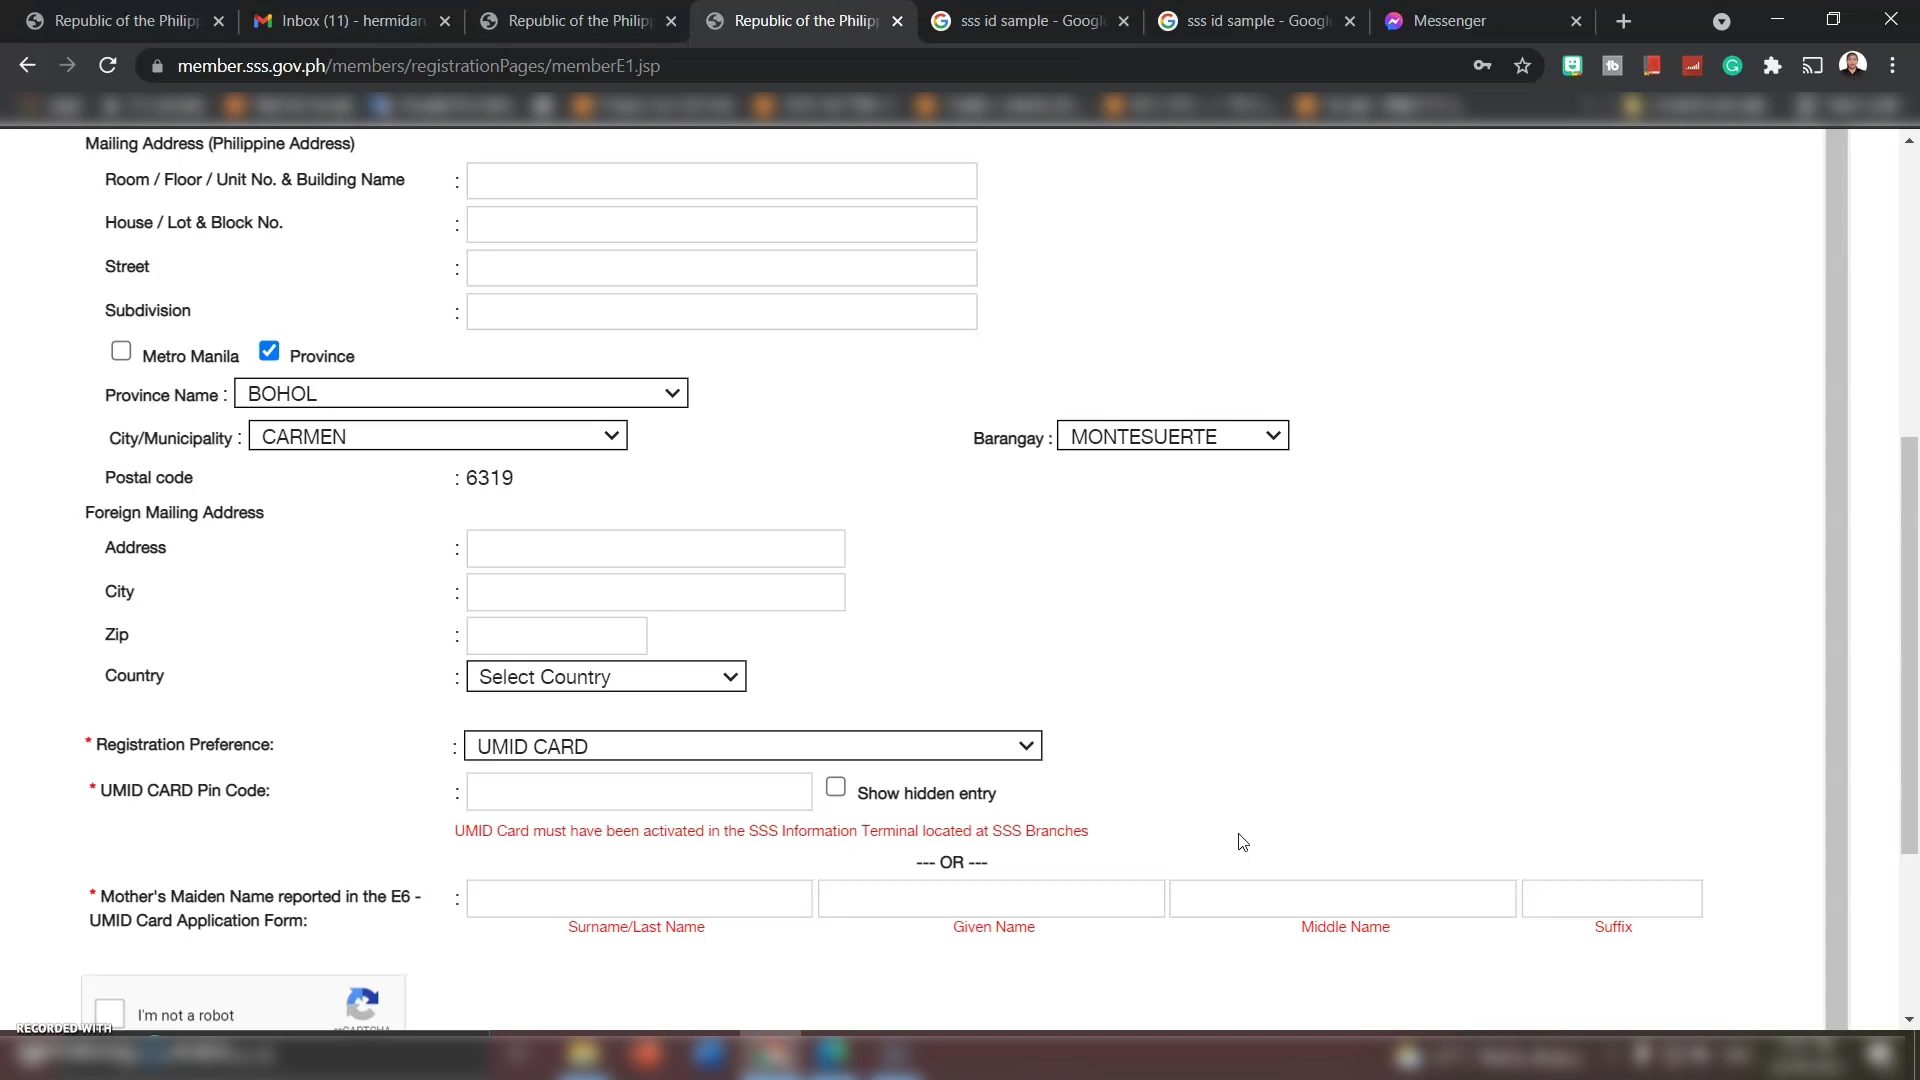 Republic of the Philipp
Inbox (11) - hermidaru
Republic of the Philipp
Republic of the Philipp
sss id sample - Google
sss id sample - Google
Messenger
member.sss.gov.ph/members/registrationPages/memberE1.jsp
Mailing Address (Philippine Address)
Room / Floor / Unit No. & Building Name :
House / Lot & Block No. :
Street :
Subdivision :
Metro Manila Province
Province Name : BOHOL
City/Municipality : CARMEN Barangay : MONTESUERTE
Postal code : 6319
Foreign Mailing Address
Address :
City :
Zip :
Country : Select Country
* Registration Preference: : UMID CARD
* UMID CARD Pin Code: : Show hidden entry
UMID Card must have been activated in the SSS Information Terminal located at SSS Branches
--- OR ---
* Mother's Maiden Name reported in the E6 - :
UMID Card Application Form:
Surname/Last Name Given Name Middle Name Suffix
I'm not a robot
reCAPTCHA
RECORDED WITH